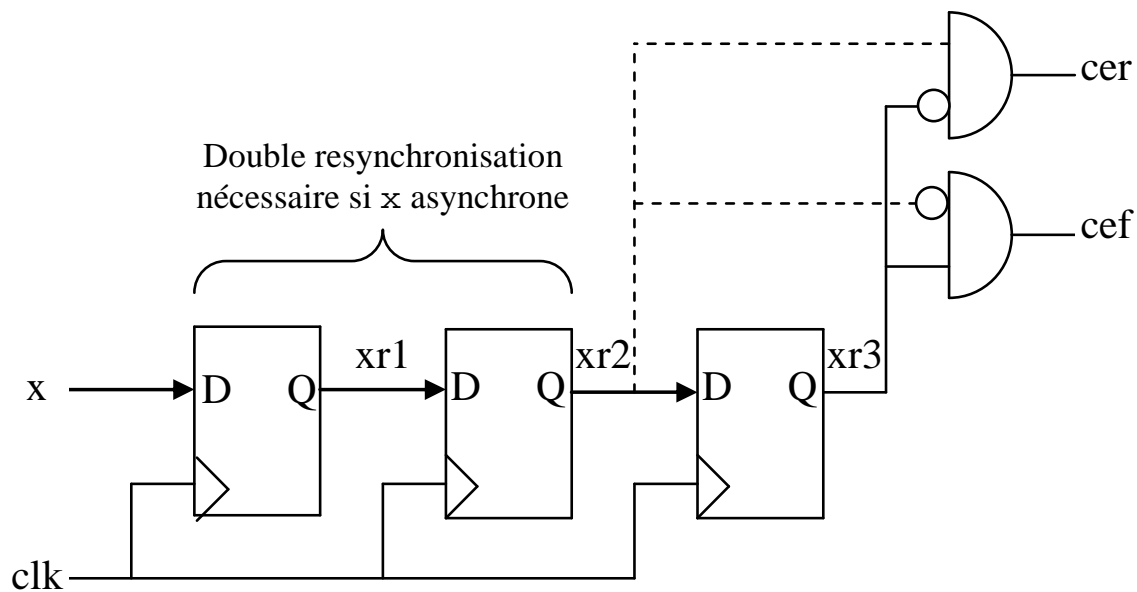 cer
Double resynchronisation
nécessaire si x asynchrone
cef
xr1
xr2
xr3
x
D
Q
D
Q
D
Q
clk